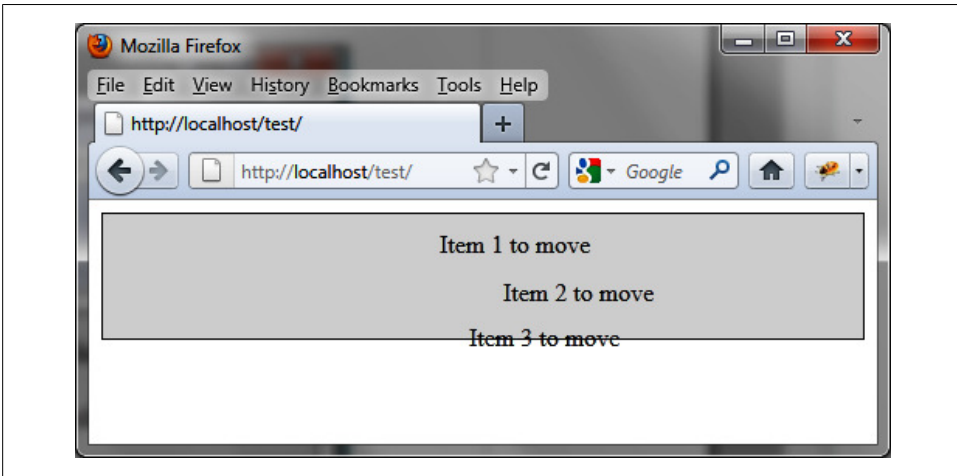 Mozilla Firefox
File Edit View History Bookmarks Tools Help
http://localhost/test/
http://localhost/test/ Google
Item 1 to move
Item 2 to move
Item 3 to move